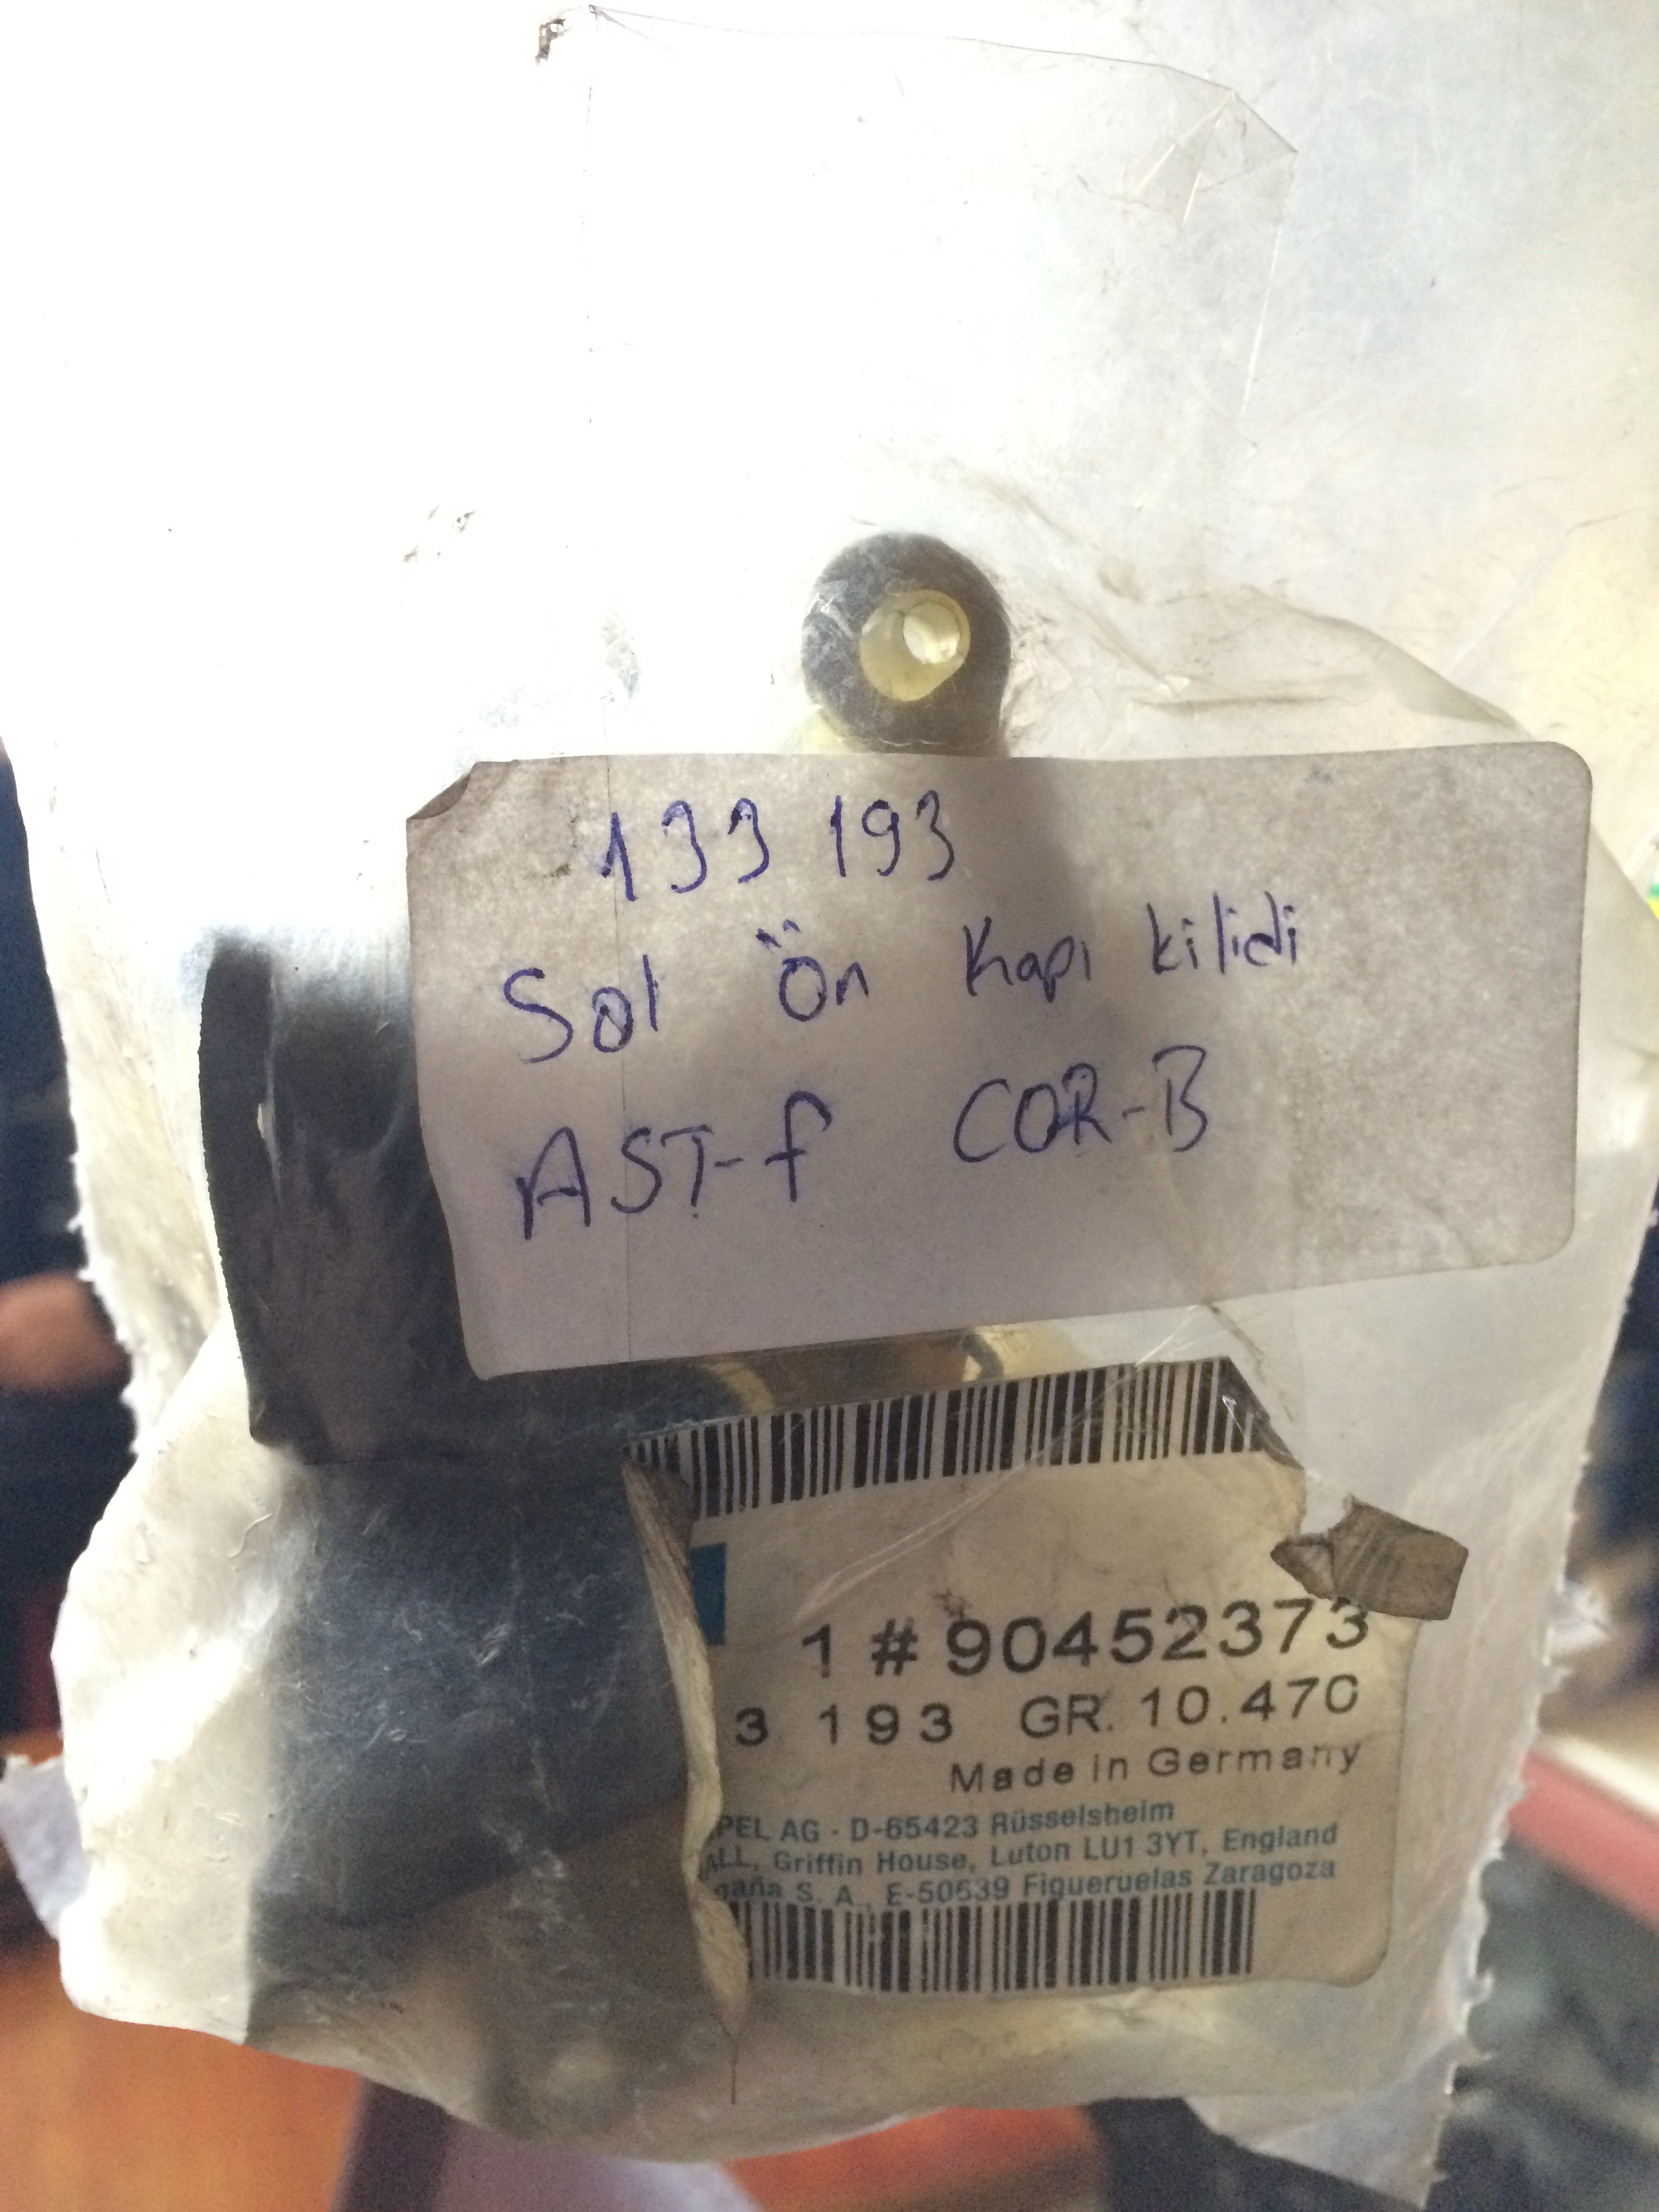 133 193
Sol Ön Kapı kilidi
AST-f COR-B
1 # 90452373
3 193 GR. 10.470
Made in Germany
PEL AG - D-65423 Rüsselsheim
ALL, Griffin House, Luton LU1 3YT, England
paña S. A., E-50639 Figueruelas Zaragoza